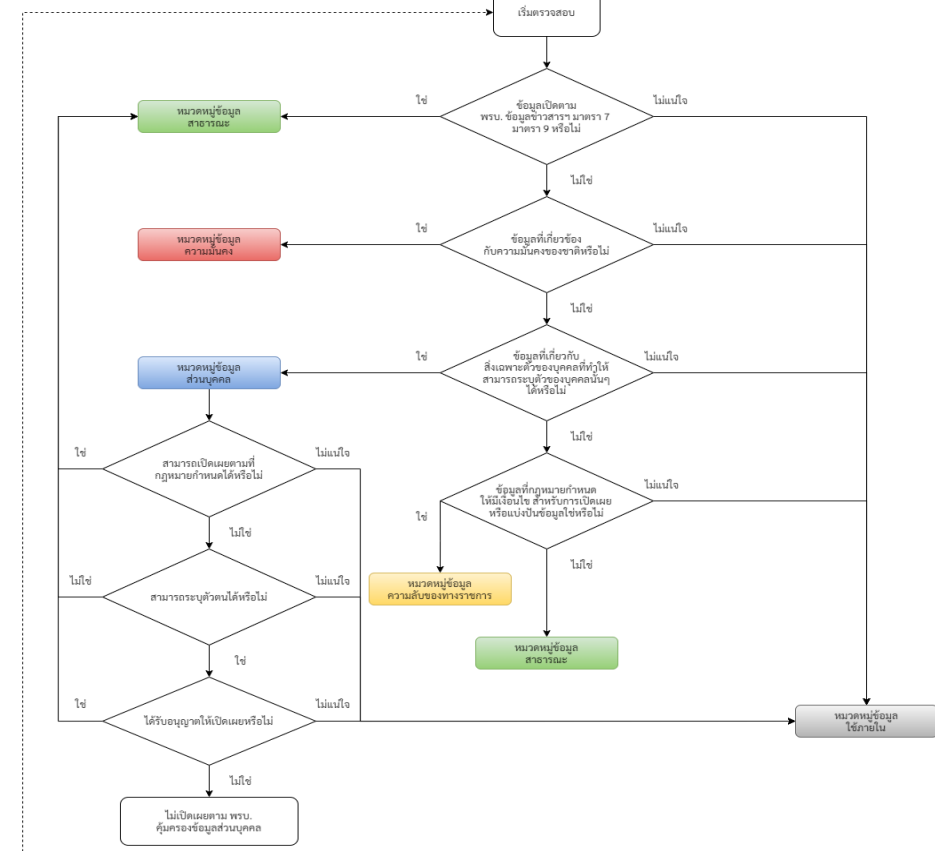 เริ่มตรวจสอบ
ข้อมูลเปิดตาม
พรบ. ข้อมูลข่าวสารฯ มาตรา 7
มาตรา 9 หรือไม่
ใช่
ไม่แน่ใจ
หมวดหมู่ข้อมูล
สาธารณะ
ไม่ใช่
ข้อมูลที่เกี่ยวข้อง
กับความมั่นคงของชาติหรือไม่
ใช่
ไม่แน่ใจ
หมวดหมู่ข้อมูล
ความมั่นคง
ไม่ใช่
ข้อมูลที่เกี่ยวกับ
สิ่งเฉพาะตัวของบุคคลที่ทำให้
สามารถระบุตัวของบุคคลนั้นๆ
ได้หรือไม่
ใช่
ไม่แน่ใจ
หมวดหมู่ข้อมูล
ส่วนบุคคล
ไม่ใช่
ข้อมูลที่กฎหมายกำหนด
ให้มีเงื่อนไข สำหรับการเปิดเผย
หรือแบ่งปันข้อมูลใช่หรือไม่
ใช่
ไม่แน่ใจ
หมวดหมู่ข้อมูล
ความลับของทางราชการ
ไม่ใช่
หมวดหมู่ข้อมูล
สาธารณะ
สามารถเปิดเผยตามที่
กฎหมายกำหนดได้หรือไม่
ใช่
ไม่แน่ใจ
ไม่ใช่
สามารถระบุตัวตนได้หรือไม่
ไม่ใช่
ไม่แน่ใจ
ใช่
ได้รับอนุญาตให้เปิดเผยหรือไม่
ใช่
ไม่แน่ใจ
หมวดหมู่ข้อมูล
ใช้ภายใน
ไม่ใช่
ไม่เปิดเผยตาม พรบ.
คุ้มครองข้อมูลส่วนบุคคล